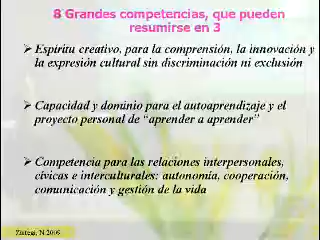 8 Grandes competencias, que pueden
resumirse en 3
➢ Espíritu creativo, para la comprensión, la innovación y
la expresión cultural sin discriminación ni exclusión
➢ Capacidad y dominio para el autoaprendizaje y el
proyecto personal de “aprender a aprender”
➢ Competencia para las relaciones interpersonales,
cívicas e interculturales: autonomía, cooperación,
comunicación y gestión de la vida
N 2006